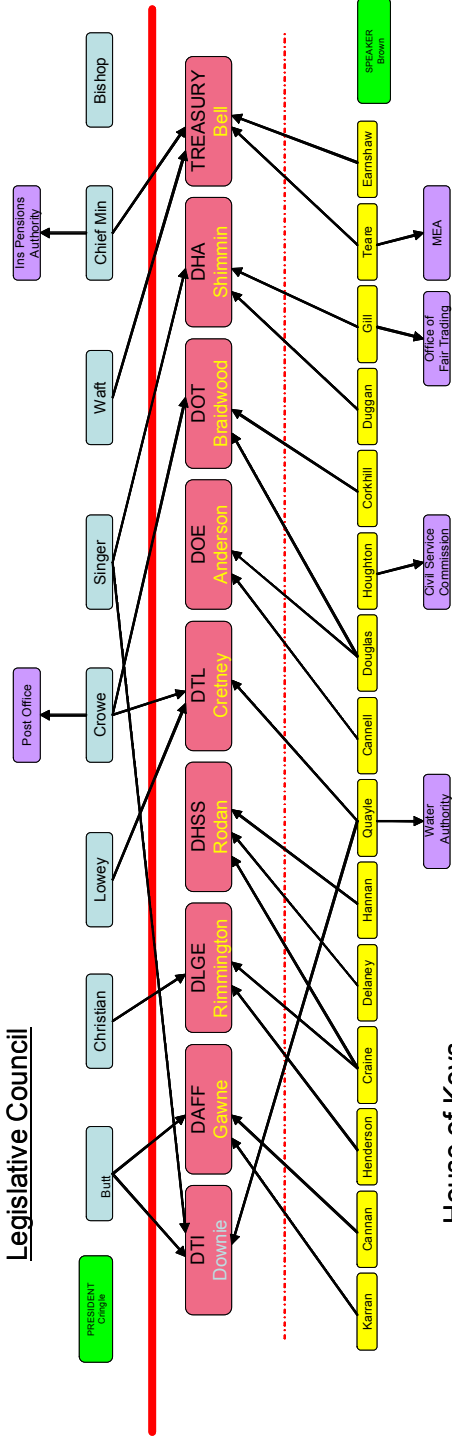 Legislative Council
Ins Pensions
Authority
Post Office
PRESIDENT
Cringle
Butt
Christian
Lowey
Crowe
Singer
Waft
Chief Min
Bishop
DTI
Downie
DAFF
Gawne
DLGE
Rimmington
DHSS
Rodan
DTL
Cretney
DOE
Anderson
DOT
Braidwood
DHA
Shimmin
TREASURY
Bell
Karran
Cannan
Henderson
Craine
Delaney
Hannan
Quayle
Cannell
Douglas
Houghton
Corkhill
Duggan
Gill
Teare
Earnshaw
SPEAKER
Brown
Water
Authority
Civil Service
Commission
Office of
Fair Trading
MEA
House of Keys